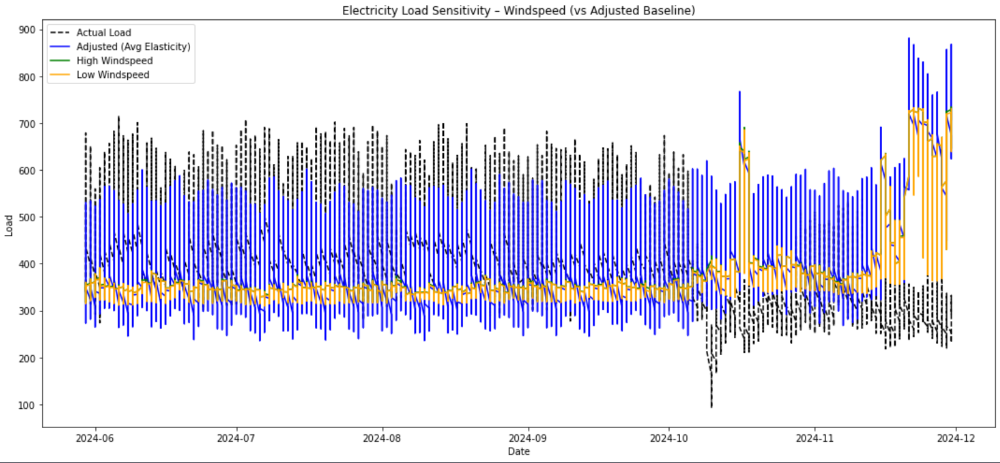 Electricity Load Sensitivity – Windspeed (vs Adjusted Baseline)
Actual Load
Adjusted (Avg Elasticity)
High Windspeed
Low Windspeed
900
800
700
600
500
400
300
200
100
Load
2024-06 2024-07 2024-08 2024-09 2024-10 2024-11 2024-12
Date